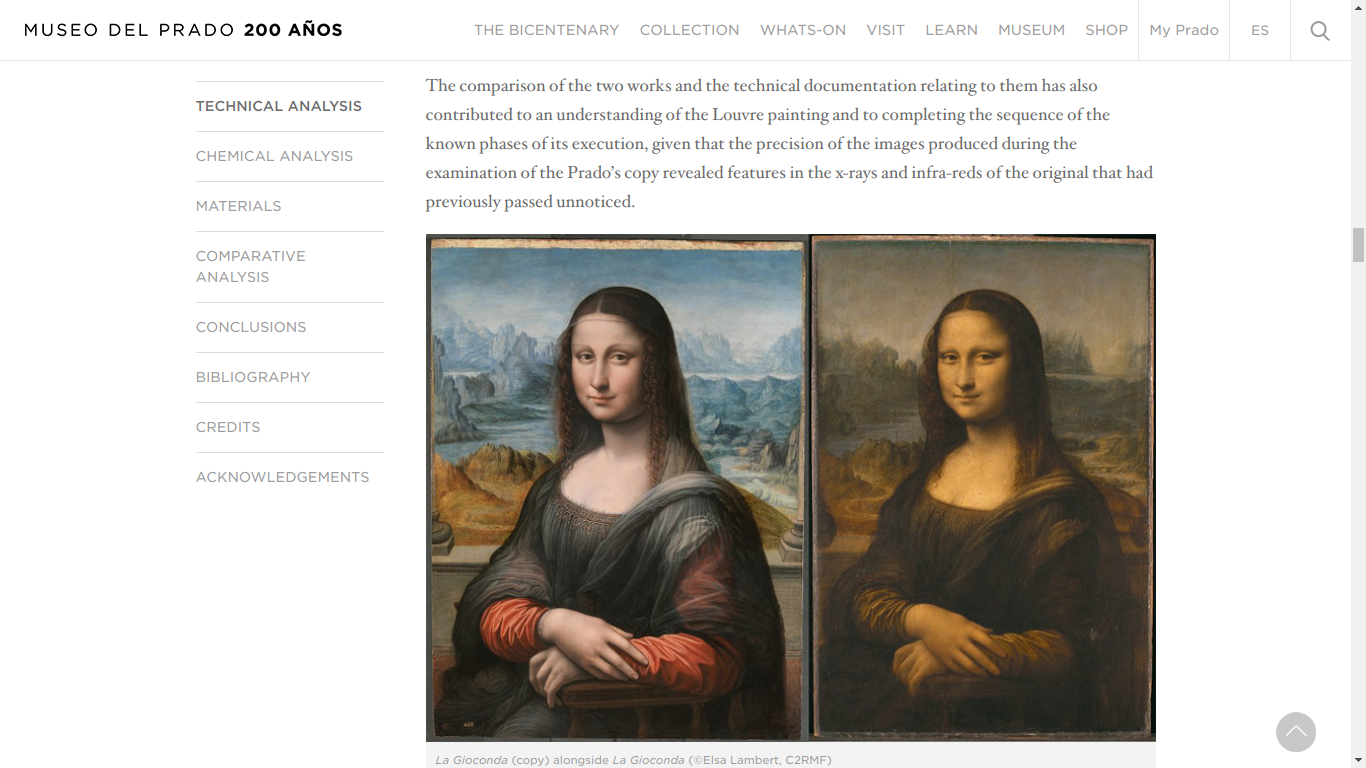 MUSEO DEL PRADO 200 AÑOS
THE BICENTENARY COLLECTION WHATS-ON VISIT LEARN MUSEUM SHOP My Prado ES
TECHNICAL ANALYSIS
CHEMICAL ANALYSIS
MATERIALS
COMPARATIVE
ANALYSIS
CONCLUSIONS
BIBLIOGRAPHY
CREDITS
ACKNOWLEDGEMENTS
The comparison of the two works and the technical documentation relating to them has also
contributed to an understanding of the Louvre painting and to completing the sequence of the
known phases of its execution, given that the precision of the images produced during the
examination of the Prado’s copy revealed features in the x-rays and infra-reds of the original that had
previously passed unnoticed.
La Gioconda (copy) alongside La Gioconda (©Elsa Lambert, C2RMF)